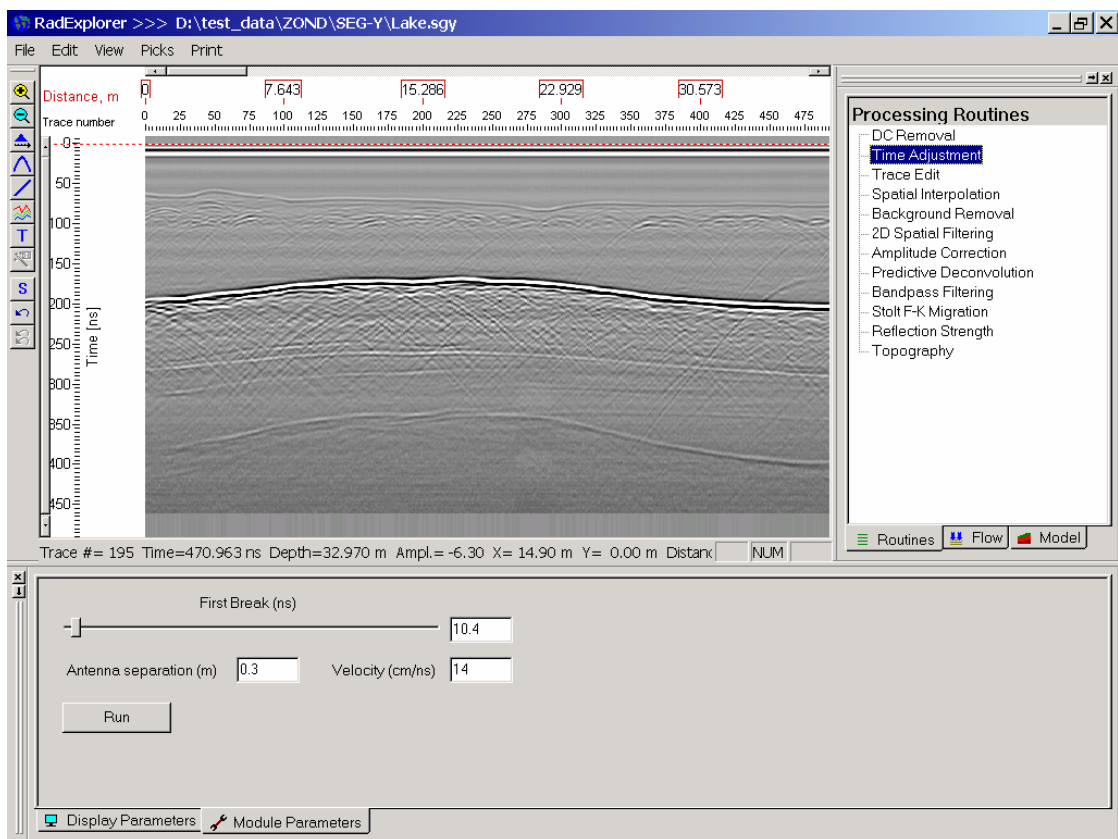 RadExplorer >>> D:\test_data\ZOND\SEG-Y\Lake.sgy
File Edit View Picks Print
Distance, m 0 7.643 15.286 22.929 30.573
Trace number 0 25 50 75 100 125 150 175 200 225 250 275 300 325 350 375 400 425 450 475
0
50
100
150
200
250
300
350
400
450
Time [ns]
T
S
Trace #= 195 Time=470.963 ns Depth=32.970 m Ampl.= -6.30 X= 14.90 m Y= 0.00 m Distanc NUM
Processing Routines
DC Removal
Time Adjustment
Trace Edit
Spatial Interpolation
Background Removal
2D Spatial Filtering
Amplitude Correction
Predictive Deconvolution
Bandpass Filtering
Stolt F-K Migration
Reflection Strength
Topography
Routines Flow Model
First Break (ns)
10.4
Antenna separation (m) 0.3 Velocity (cm/ns) 14
Run
Display Parameters Module Parameters